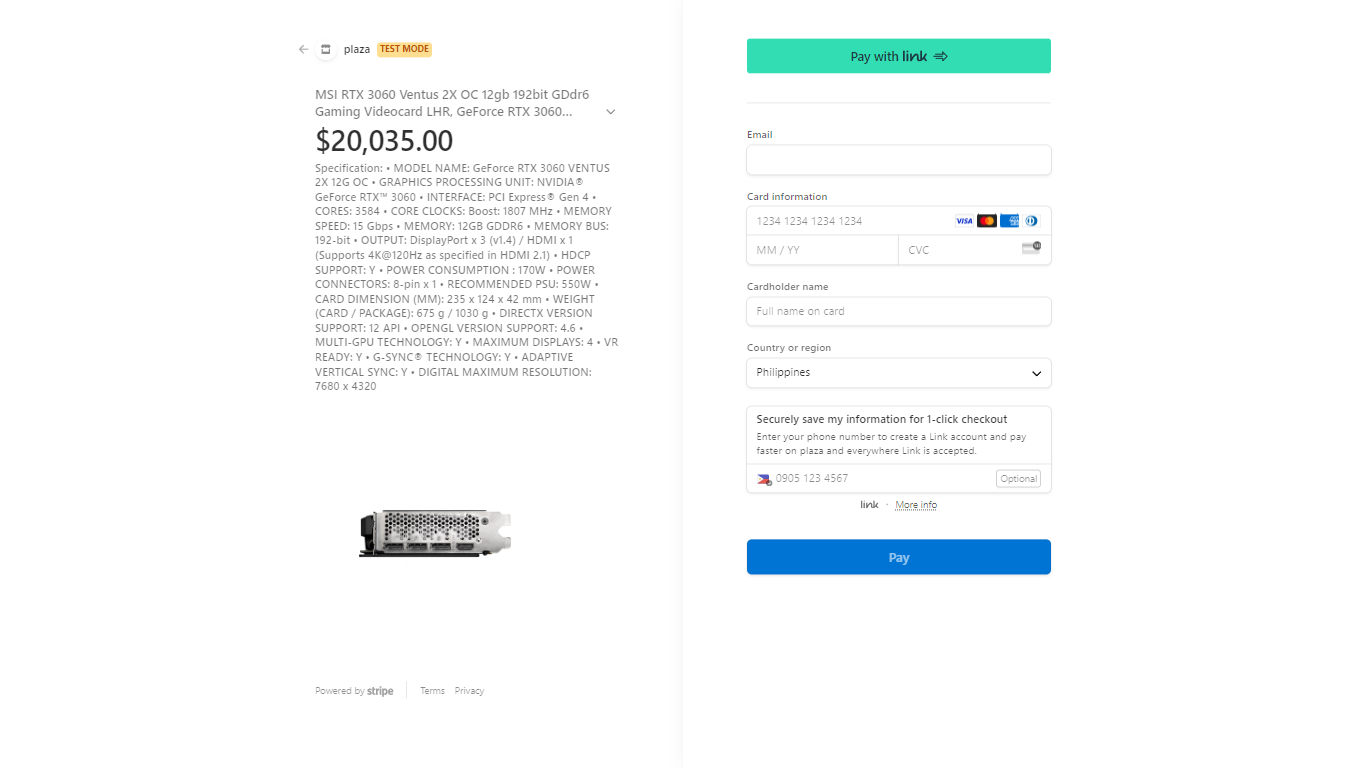 plaza TEST MODE
MSI RTX 3060 Ventus 2X OC 12gb 192bit GDdr6
Gaming Videocard LHR, GeForce RTX 3060...
$20,035.00
Specification: • MODEL NAME: GeForce RTX 3060 VENTUS
2X 12G OC • GRAPHICS PROCESSING UNIT: NVIDIA®
GeForce RTX™ 3060 • INTERFACE: PCI Express® Gen 4 •
CORES: 3584 • CORE CLOCKS: Boost: 1807 MHz • MEMORY
SPEED: 15 Gbps • MEMORY: 12GB GDDR6 • MEMORY BUS:
192-bit • OUTPUT: DisplayPort x 3 (v1.4) / HDMI x 1
(Supports 4K@120Hz as specified in HDMI 2.1) • HDCP
SUPPORT: Y • POWER CONSUMPTION : 170W • POWER
CONNECTORS: 8-pin x 1 • RECOMMENDED PSU: 550W •
CARD DIMENSION (MM): 235 x 124 x 42 mm • WEIGHT
(CARD / PACKAGE): 675 g / 1030 g • DIRECTX VERSION
SUPPORT: 12 API • OPENGL VERSION SUPPORT: 4.6 •
MULTI-GPU TECHNOLOGY: Y • MAXIMUM DISPLAYS: 4 • VR
READY: Y • G-SYNC® TECHNOLOGY: Y • ADAPTIVE
VERTICAL SYNC: Y • DIGITAL MAXIMUM RESOLUTION:
7680 x 4320
Powered by stripe Terms Privacy
Pay with link
Email
Card information
1234 1234 1234 1234 VISA
MM / YY CVC
Cardholder name
Full name on card
Country or region
Philippines
Securely save my information for 1-click checkout
Enter your phone number to create a Link account and pay
faster on plaza and everywhere Link is accepted.
0905 123 4567 Optional
link · More info
Pay